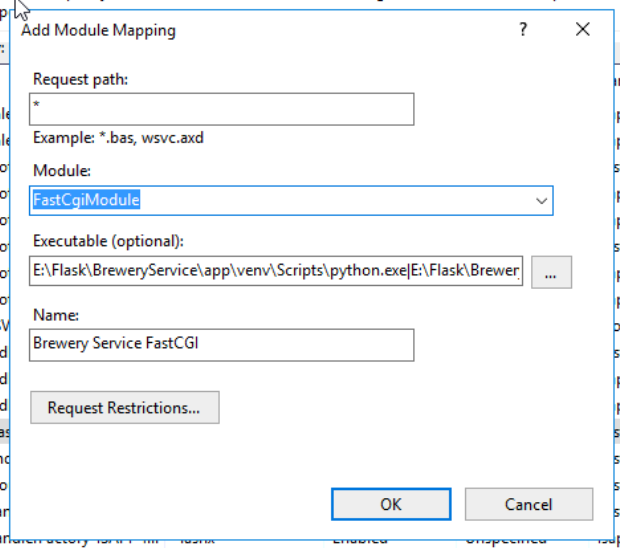 Add Module Mapping
?
Request path:
*
Example: *.bas, wsvc.axd
Module:
FastCgiModule
Executable (optional):
E:\Flask\BreweryService\app\venv\Scripts\python.exe|E:\Flask\Brewer
...
Name:
Brewery Service FastCGI
Request Restrictions...
OK
Cancel